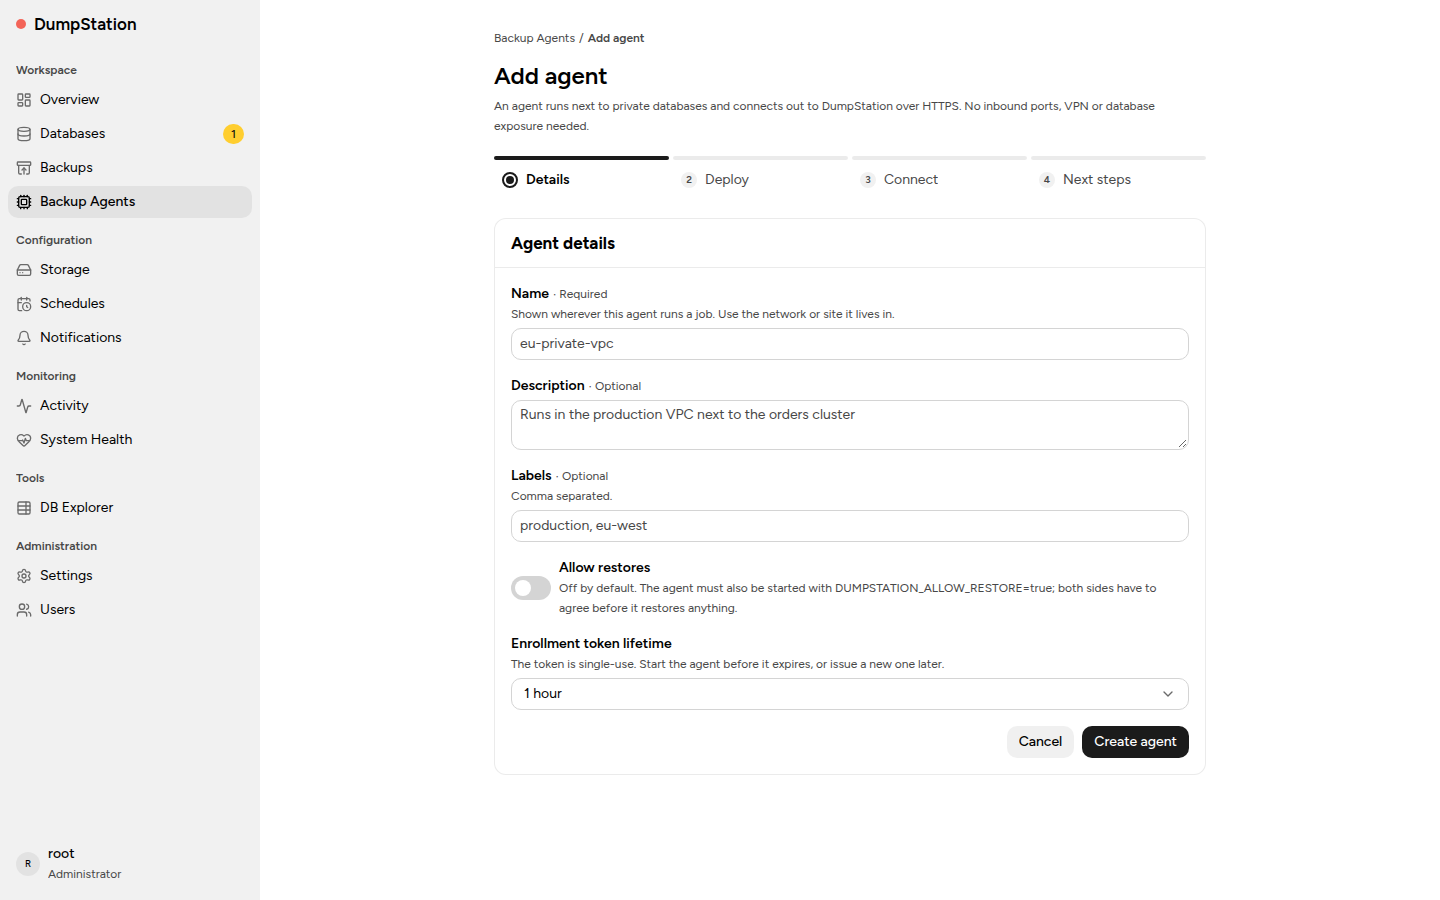 DumpStation
Workspace
Overview
Databases
1
Backups
Backup Agents
Configuration
Storage
Schedules
Notifications
Monitoring
Activity
System Health
Tools
DB Explorer
Administration
Settings
Users
R
root
Administrator
Backup Agents / Add agent
Add agent
An agent runs next to private databases and connects out to DumpStation over HTTPS. No inbound ports, VPN or database
exposure needed.
Details
2 Deploy
3 Connect
4 Next steps
Agent details
Name · Required
Shown wherever this agent runs a job. Use the network or site it lives in.
eu-private-vpc
Description · Optional
Runs in the production VPC next to the orders cluster
Labels · Optional
Comma separated.
production, eu-west
Allow restores
Off by default. The agent must also be started with DUMPSTATION_ALLOW_RESTORE=true; both sides have to
agree before it restores anything.
Enrollment token lifetime
The token is single-use. Start the agent before it expires, or issue a new one later.
1 hour
Cancel
Create agent